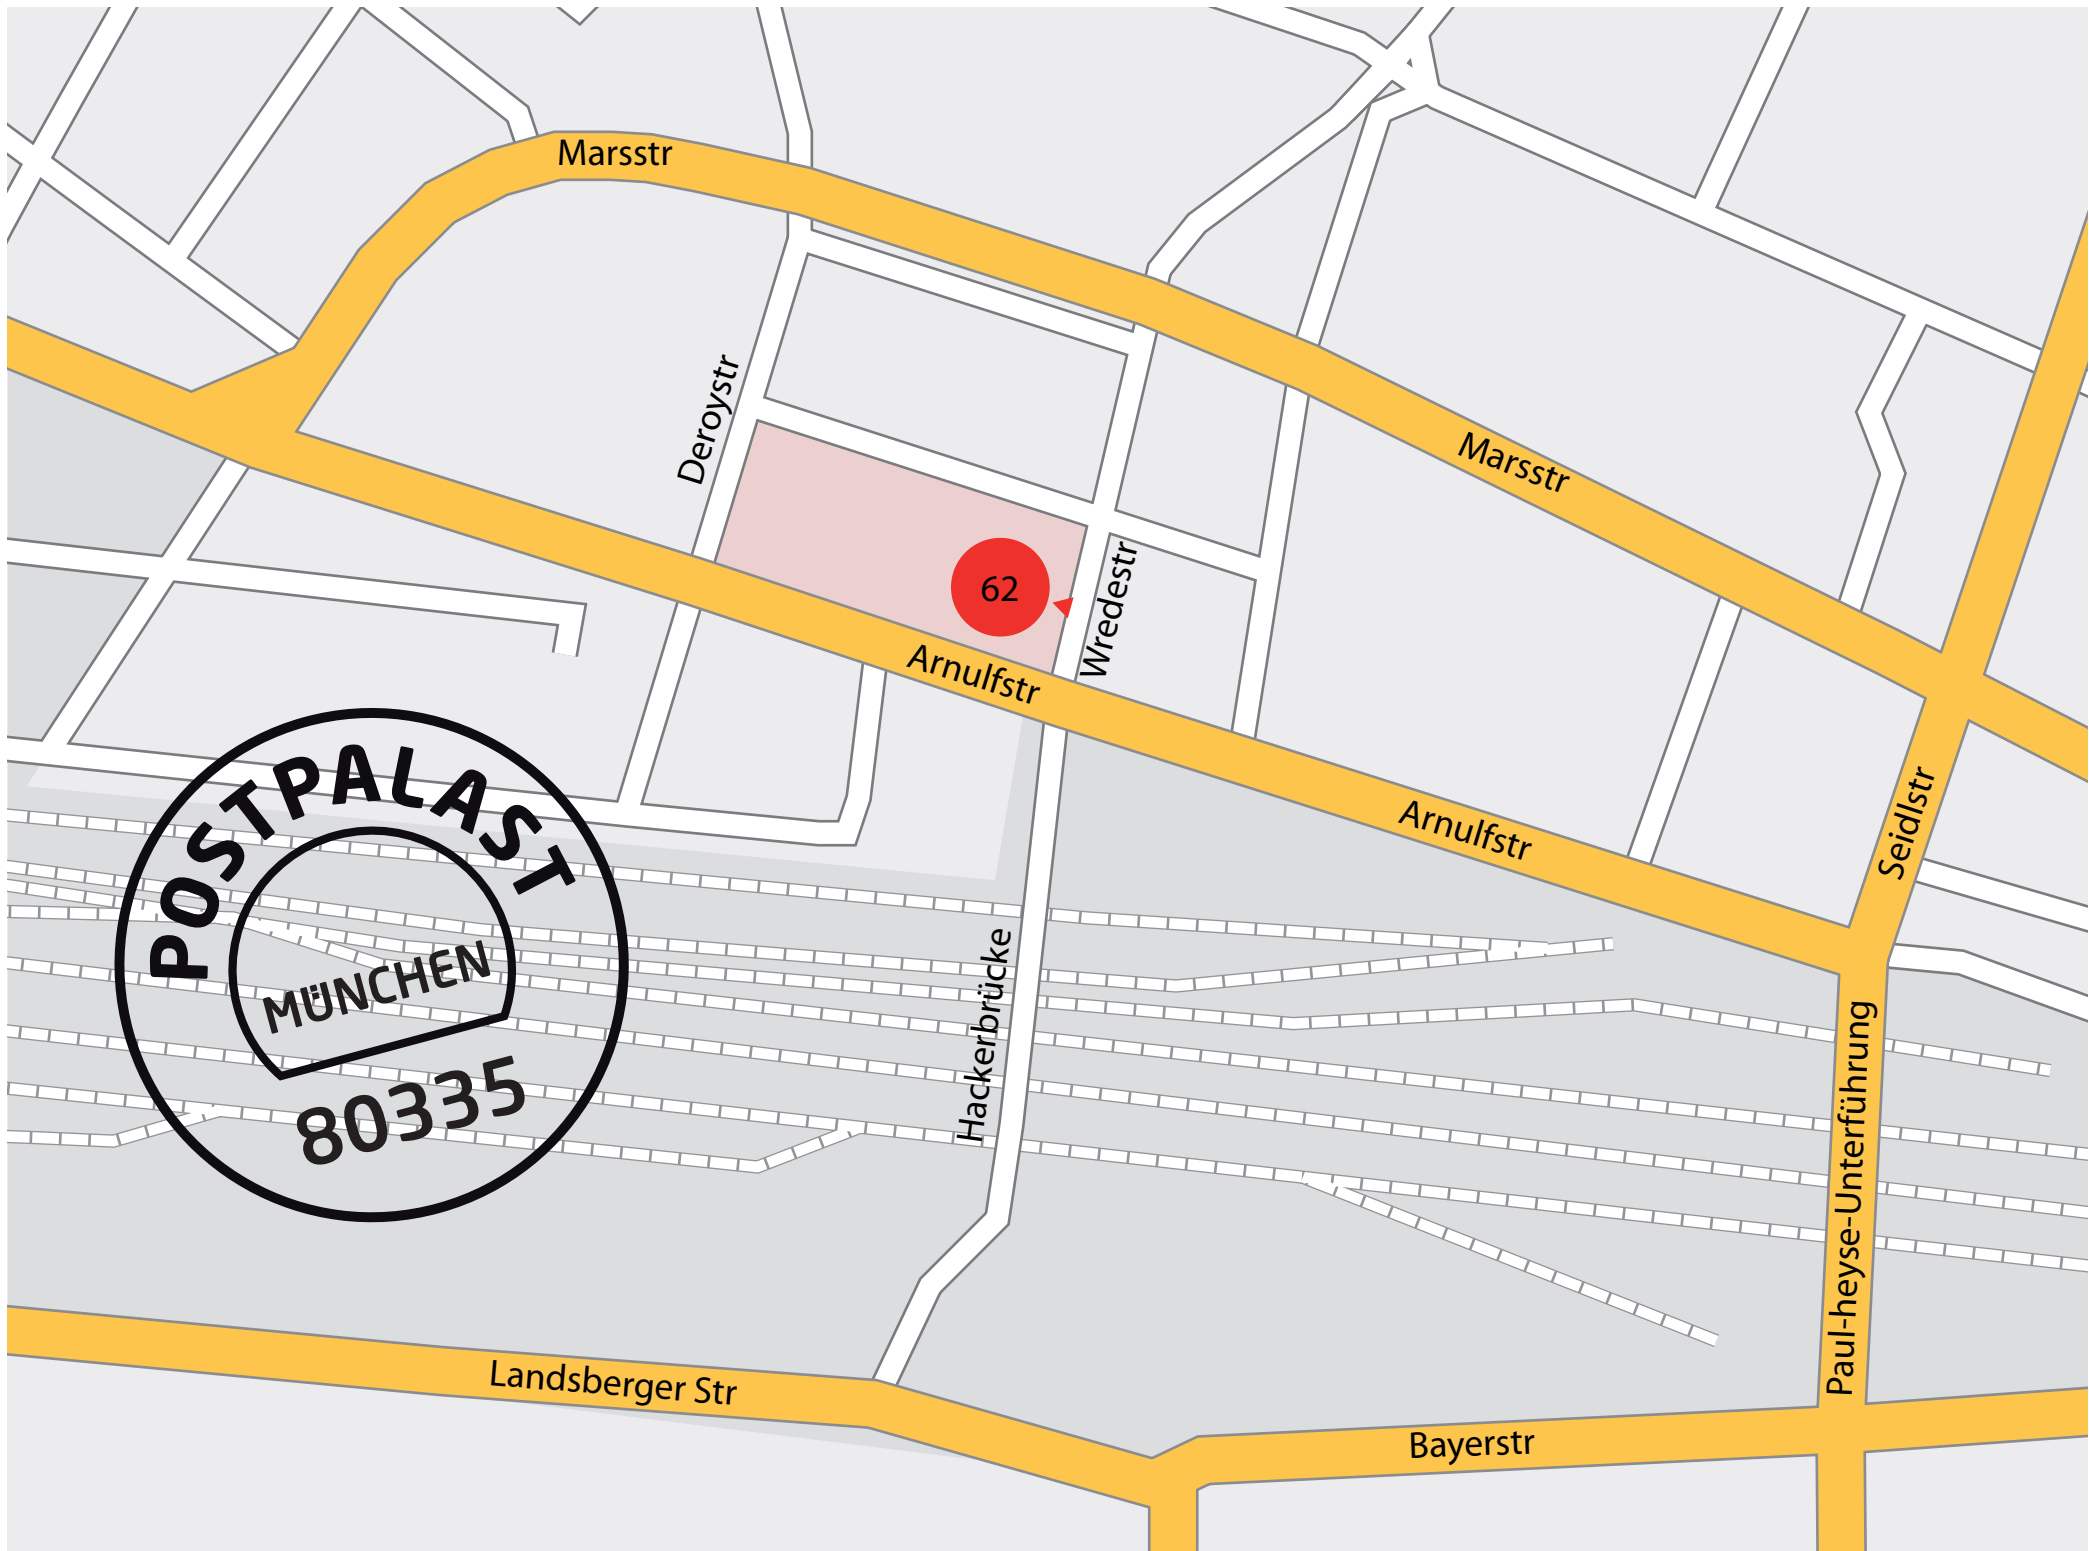 Marsstr
Deroystr
Marsstr
62
Wredestr
Arnulfstr
POSTPALAST
MÜNCHEN
80335
Arnulfstr
Seidlstr
Hackerbrücke
Paul-heyse-Unterführung
Landsberger Str
Bayerstr